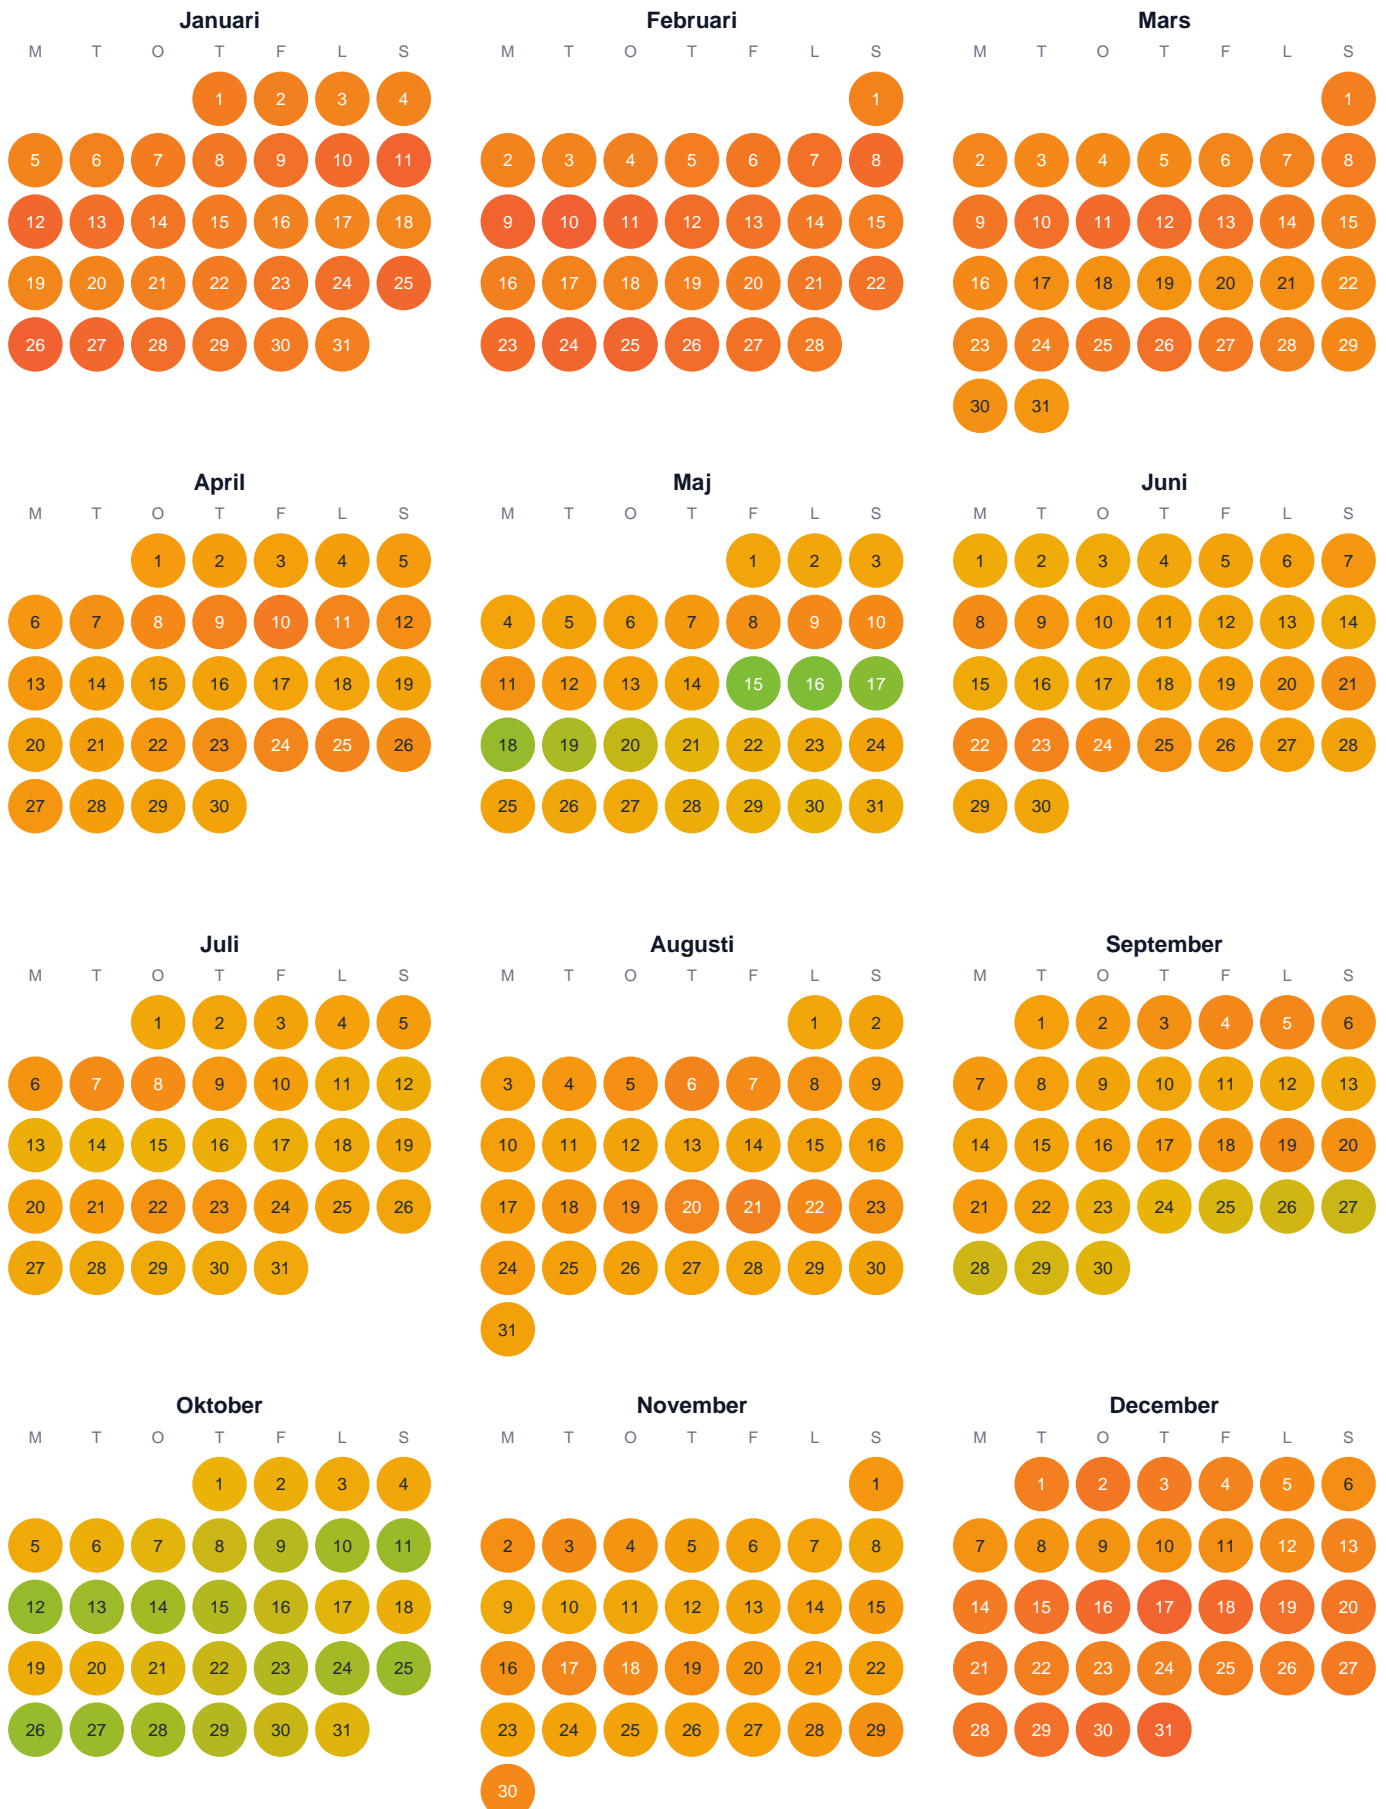 Januari
M T O T F L S
1 2 3 4
5 6 7 8 9 10 11
12 13 14 15 16 17 18
19 20 21 22 23 24 25
26 27 28 29 30 31
Februari
M T O T F L S
1
2 3 4 5 6 7 8
9 10 11 12 13 14 15
16 17 18 19 20 21 22
23 24 25 26 27 28
Mars
M T O T F L S
1
2 3 4 5 6 7 8
9 10 11 12 13 14 15
16 17 18 19 20 21 22
23 24 25 26 27 28 29
30 31
April
M T O T F L S
1 2 3 4 5
6 7 8 9 10 11 12
13 14 15 16 17 18 19
20 21 22 23 24 25 26
27 28 29 30
Maj
M T O T F L S
1 2 3
4 5 6 7 8 9 10
11 12 13 14 15 16 17
18 19 20 21 22 23 24
25 26 27 28 29 30 31
Juni
M T O T F L S
1 2 3 4 5 6 7
8 9 10 11 12 13 14
15 16 17 18 19 20 21
22 23 24 25 26 27 28
29 30
Juli
M T O T F L S
1 2 3 4 5
6 7 8 9 10 11 12
13 14 15 16 17 18 19
20 21 22 23 24 25 26
27 28 29 30 31
Augusti
M T O T F L S
1 2
3 4 5 6 7 8 9
10 11 12 13 14 15 16
17 18 19 20 21 22 23
24 25 26 27 28 29 30
31
September
M T O T F L S
1 2 3 4 5 6
7 8 9 10 11 12 13
14 15 16 17 18 19 20
21 22 23 24 25 26 27
28 29 30
Oktober
M T O T F L S
1 2 3 4
5 6 7 8 9 10 11
12 13 14 15 16 17 18
19 20 21 22 23 24 25
26 27 28 29 30 31
November
M T O T F L S
1
2 3 4 5 6 7 8
9 10 11 12 13 14 15
16 17 18 19 20 21 22
23 24 25 26 27 28 29
30
December
M T O T F L S
1 2 3 4 5 6
7 8 9 10 11 12 13
14 15 16 17 18 19 20
21 22 23 24 25 26 27
28 29 30 31